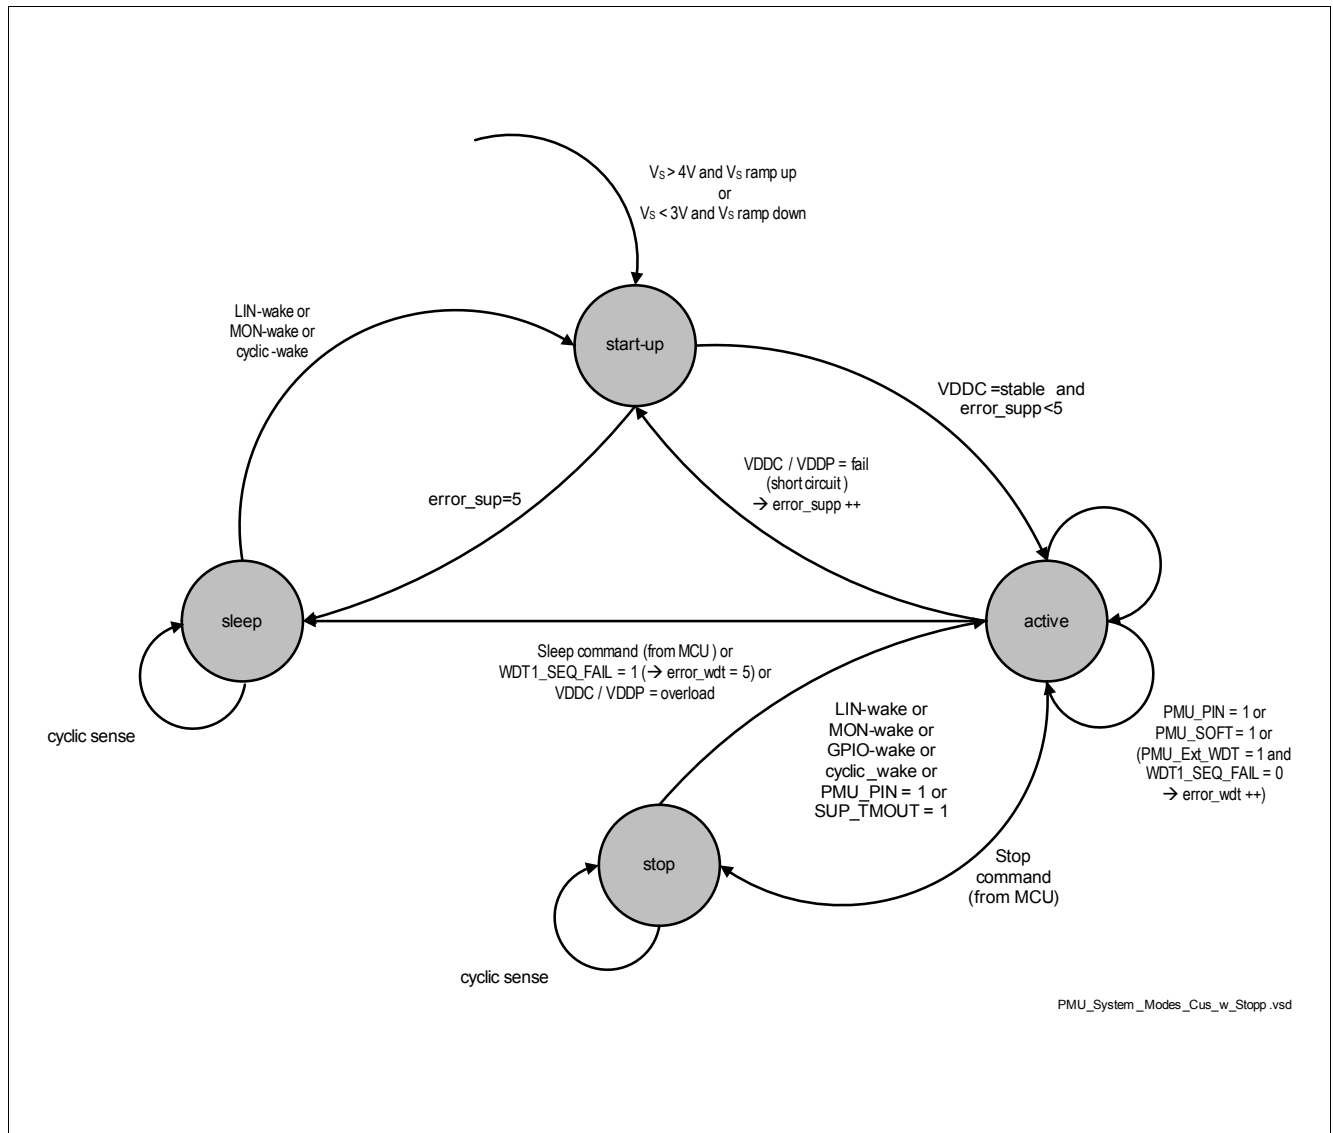 Vs > 4V and Vs ramp up
or
Vs < 3V and Vs ramp down
LIN-wake or
MON-wake or
cyclic-wake
start-up
VDDC =stable and
error_supp<5
VDDC / VDDP = fail
(short circuit )
→ error_supp ++
error_sup=5
sleep
active
Sleep command (from MCU ) or
WDT1_SEQ_FAIL = 1 (→ error_wdt = 5) or
VDDC / VDDP = overload
cyclic sense
LIN-wake or
MON-wake or
GPIO-wake or
cyclic_wake or
PMU_PIN = 1 or
SUP_TMOUT = 1
PMU_PIN = 1 or
PMU_SOFT = 1 or
(PMU_Ext_WDT = 1 and
WDT1_SEQ_FAIL = 0
→ error_wdt ++)
stop
Stop
command
(from MCU)
cyclic sense
PMU_System_Modes_Cus_w_Stopp.vsd